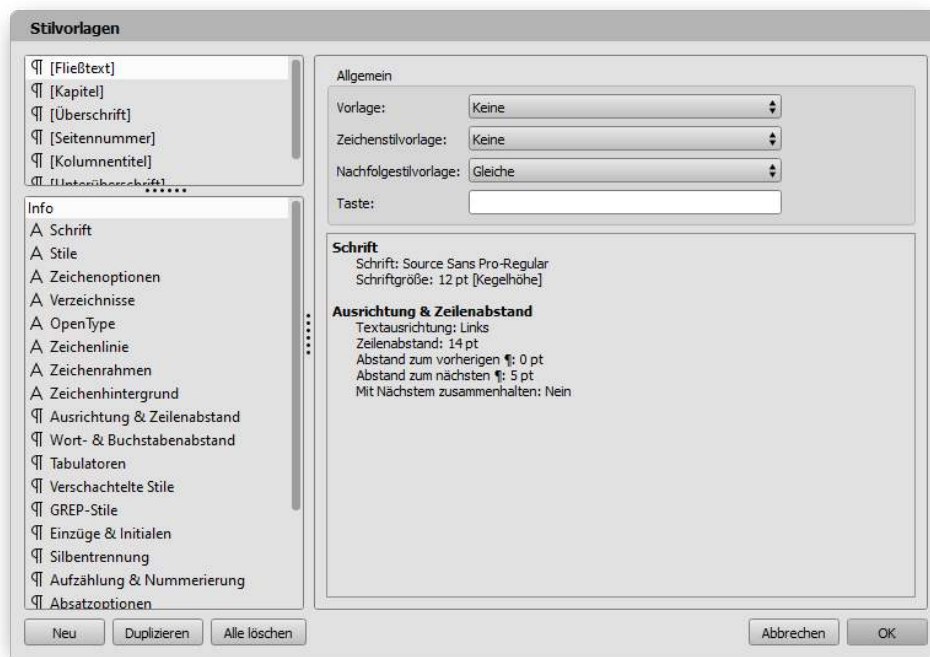 Stilvorlagen
¶ [Fließtext]
¶ [Kapitel]
¶ [Überschrift]
¶ [Seitennummer]
¶ [Kolumnentitel]
¶ [Unterüberschrift]
Info
A Schrift
A Stile
A Zeichenoptionen
A Verzeichnisse
A OpenType
A Zeichenlinie
A Zeichenrahmen
A Zeichenhintergrund
¶ Ausrichtung & Zeilenabstand
¶ Wort- & Buchstabenabstand
¶ Tabulatoren
¶ Verschachtelte Stile
¶ GREP-Stile
¶ Einzüge & Initialen
¶ Silbentrennung
¶ Aufzählung & Nummerierung
¶ Absatzoptionen
Neu Duplizieren Alle löschen
Allgemein
Vorlage: Keine
Zeichenstilvorlage: Keine
Nachfolgestilvorlage: Gleiche
Taste:
Schrift
Schrift: Source Sans Pro-Regular
Schriftgröße: 12 pt [Kegelhöhe]
Ausrichtung & Zeilenabstand
Textausrichtung: Links
Zeilenabstand: 14 pt
Abstand zum vorherigen ¶: 0 pt
Abstand zum nächsten ¶: 5 pt
Mit Nächstem zusammenhalten: Nein
Abbrechen OK